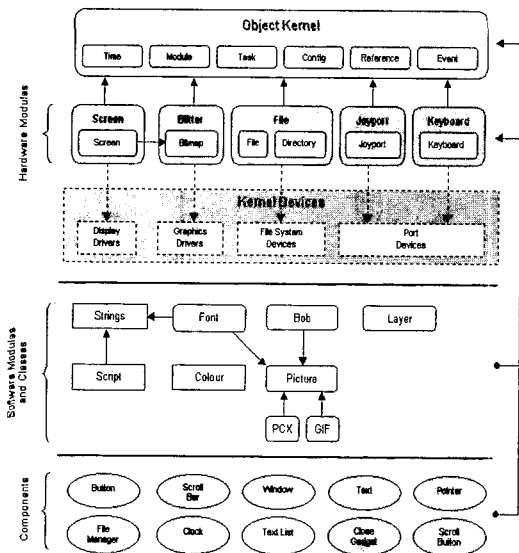 Object Kernel
Time Module Task Config Reference Event
Hardware Modules
Screen Blitter File Joyport Keyboard
Screen Bitmap File Directory Joyport Keyboard
Kernel Devices
Display Drivers
Graphics Drivers
File System Devices
Port Devices
Software Modules and Classes
Strings Font Bob Layer
Script Colour Picture
PCX GIF
Components
Button
Scroll Bar
Window
Text
Pointer
File Manager
Clock
Text List
Close Gadget
Scroll Button